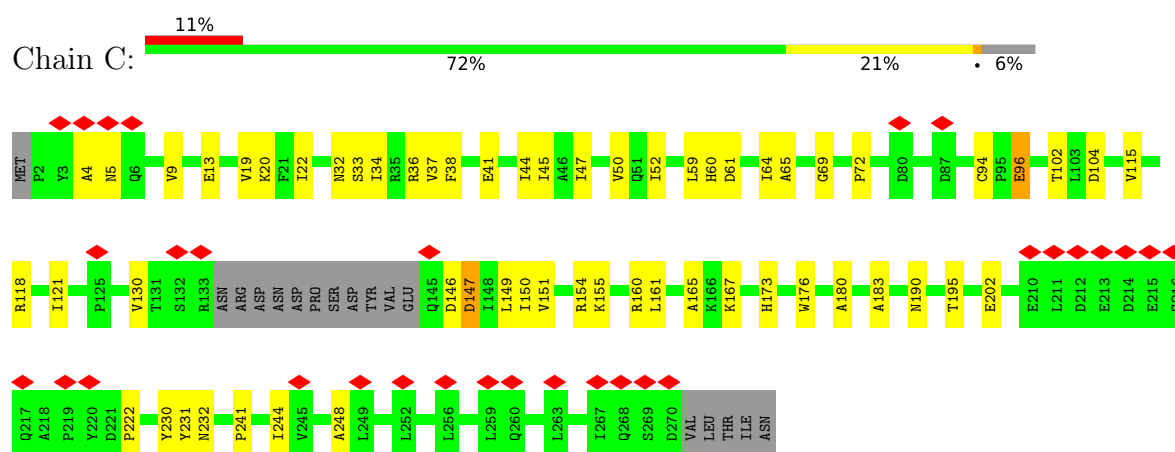 11%
Chain C:
72% 21% • 6%
MET P2 Y3 A4 N5 Q6 V9 E13 V19 K20 F21 I22 N32 S33 I34 R35 R36 V37 F38 E41 I44 I45 A46 I47 V50 Q51 I52 L59 H60 D61 I64 A65 G69 P72 D80 D87 C94 P95 E96 T102 L103 D104 V115
R118 I121 P125 V130 T131 S132 R133 ASN ARG ASP ASN ASP PRO SER ASP TYR VAL GLU Q145 D146 D147 I148 L149 I150 V151 R154 K155 R160 L161 A165 K166 K167 H173 W176 A180 A183 N190 T195 E202 E210 L211 D212 E213 D214 E215
Q217 A218 P219 Y220 D221 P222 Y230 Y231 N232 P241 I244 V245 A248 L249 L252 L256 L259 Q260 L263 I267 Q268 S269 D270 VAL LEU THR ILE ASN